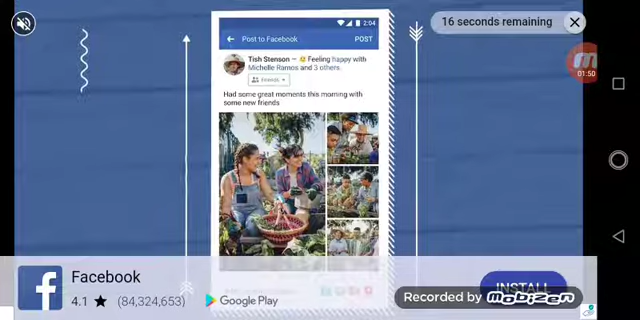 2:04
16 seconds remaining
Post to Facebook
POST
Tish Stenson — Feeling happy with
Michelle Ramos and 3 others.
01:50
Had some great moments this morning with
some new friends
Facebook
4.1 ★ (84,324,653)
Google Play
INSTALL
Recorded by mobizen